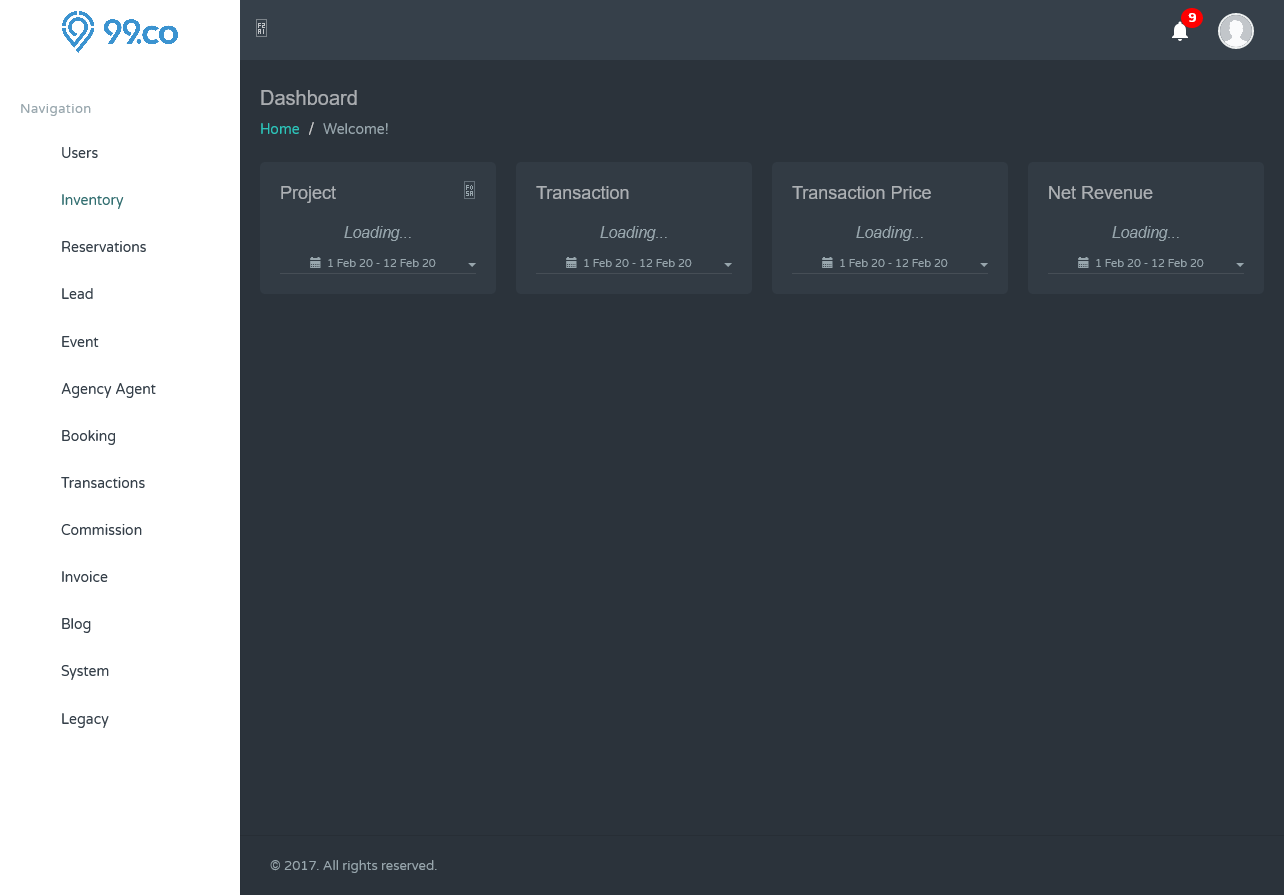 99.co
9
Navigation
Users
Inventory
Reservations
Lead
Event
Agency Agent
Booking
Transactions
Commission
Invoice
Blog
System
Legacy
Dashboard
Home / Welcome!
Project
Loading...
1 Feb 20 - 12 Feb 20
Transaction
Loading...
1 Feb 20 - 12 Feb 20
Transaction Price
Loading...
1 Feb 20 - 12 Feb 20
Net Revenue
Loading...
1 Feb 20 - 12 Feb 20
© 2017. All rights reserved.